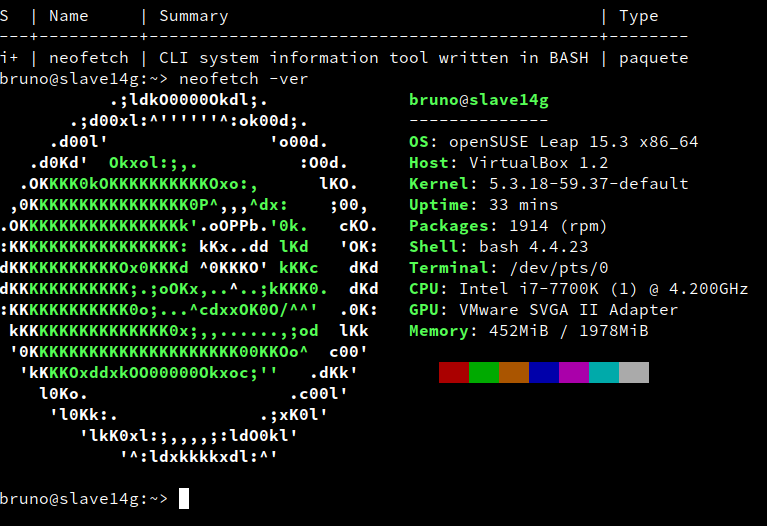 S  | Name      | Summary                                     | Type
---+-----------+---------------------------------------------+--------
i+ | neofetch | CLI system information tool written in BASH | paquete
bruno@slave14g:~> neofetch -ver
           .;ldkO0000Okdl;.
       .;d00xl:^''''''^:ok00d;.
     .d00l'                'o00d.
   .d0Kd'  Okxol:;,.          :O0d.
  .OKKKK0kOKKKKKKKKKKOxo:,      lKO.
 ,0KKKKKKKKKKKKKKKK0P^,,,^dx:    ;00,
.OKKKKKKKKKKKKKKKKk'.oOPPb.'0k.   cKO.
:KKKKKKKKKKKKKKKKK: kKx..dd lKd   'OK:
dKKKKKKKKKKKOx0KKKd ^0KKKO' kKKc   dKd
dKKKKKKKKKKKK;.;oOKx,..^..;kKKK0.  dKd
:KKKKKKKKKKKK0o;...^cdxxOK0O/^^'  .0K:
 kKKKKKKKKKKKKKKK0x;,,......,;od  lKk
 '0KKKKKKKKKKKKKKKKKKKK00KKOo^  c00'
  'kKKKOxddxkOO00000Okxoc;''   .dKk'
    l0Ko.                    .c00l'
     'l0Kk:.              .;xK0l'
        'lkK0xl:;,,,,;:ldO0kl'
            '^:ldxkkkkxdl:^'
bruno@slave14g
--------------
OS: openSUSE Leap 15.3 x86_64
Host: VirtualBox 1.2
Kernel: 5.3.18-59.37-default
Uptime: 33 mins
Packages: 1914 (rpm)
Shell: bash 4.4.23
Terminal: /dev/pts/0
CPU: Intel i7-7700K (1) @ 4.200GHz
GPU: VMware SVGA II Adapter
Memory: 452MiB / 1978MiB
bruno@slave14g:~>